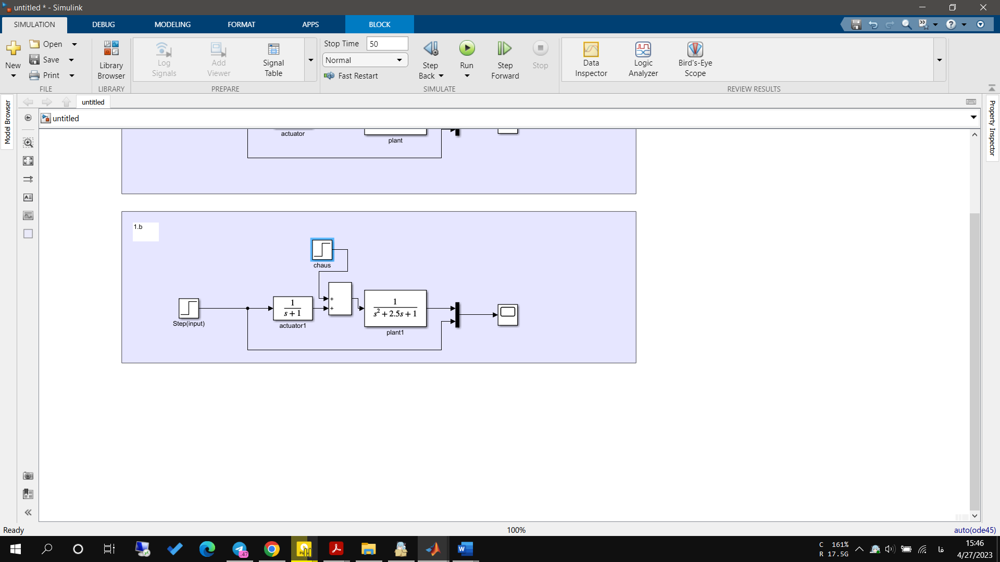 untitled * - Simulink
SIMULATION DEBUG MODELING FORMAT APPS BLOCK
New
Open
Save
Print
FILE
Library Browser
LIBRARY
Log Signals
Add Viewer
Signal Table
PREPARE
Stop Time 50
Normal
Fast Restart
Step Back
Run
Step Forward
Stop
SIMULATE
Data Inspector
Logic Analyzer
Bird's-Eye Scope
REVIEW RESULTS
Model Browser
untitled
untitled
Property Inspector
actuator
plant
1.b
chaus
Step(input)
1
s + 1
actuator1
+
+
1
s² + 2.5s + 1
plant1
Ready
100%
auto(ode45)
..47
C 161%
R 17.5G
فا
15:46
4/27/2023